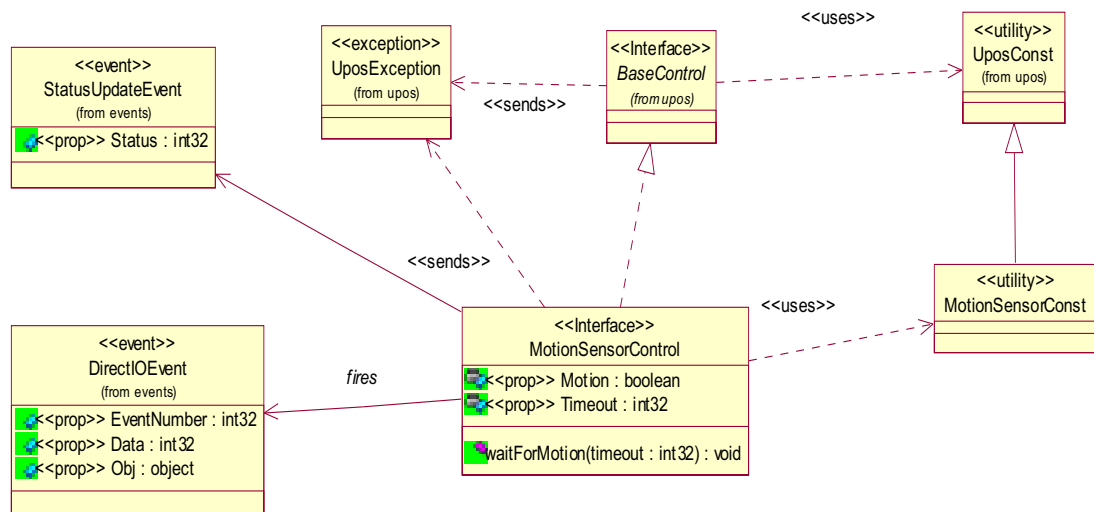 <<uses>>
<<event>>
StatusUpdateEvent
(from events)
<<prop>> Status : int32
<<exception>>
UposException
(from upos)
<<sends>>
<<Interface>>
BaseControl
(from upos)
<<utility>>
UposConst
(from upos)
<<sends>>
<<utility>>
MotionSensorConst
<<uses>>
<<event>>
DirectIOEvent
(from events)
<<prop>> EventNumber : int32
<<prop>> Data : int32
<<prop>> Obj : object
fires
<<Interface>>
MotionSensorControl
<<prop>> Motion : boolean
<<prop>> Timeout : int32
waitForMotion(timeout : int32) : void